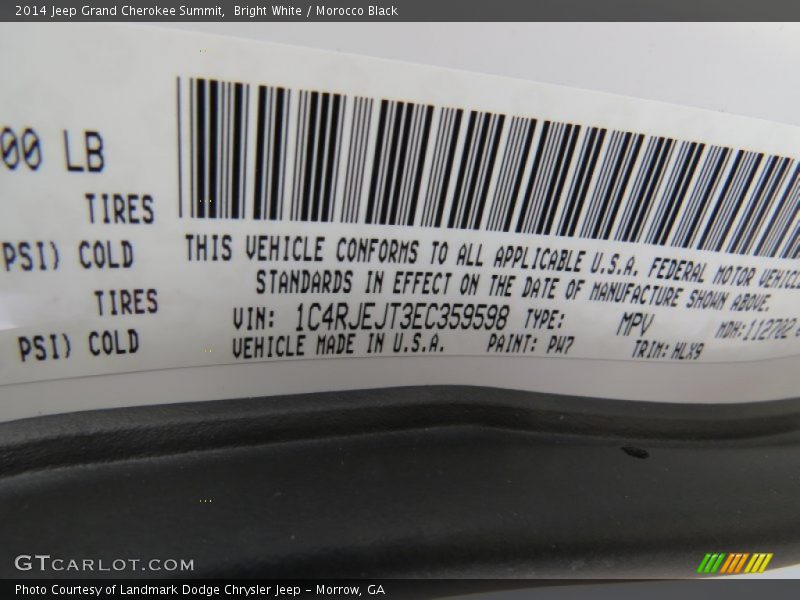 2014 Jeep Grand Cherokee Summit,  Bright White / Morocco Black
00 LB
TIRES
PSI) COLD
TIRES
PSI) COLD
THIS VEHICLE CONFORMS TO ALL APPLICABLE U.S.A. FEDERAL MOTOR VEHICLE
STANDARDS IN EFFECT ON THE DATE OF MANUFACTURE SHOWN ABOVE.
VIN: 1C4RJEJT3EC359598 TYPE: MPV MDH:112702
VEHICLE MADE IN U.S.A. PAINT: PW7 TRIM: HLX9
GTCARLOT.COM
Photo Courtesy of Landmark Dodge Chrysler Jeep – Morrow, GA